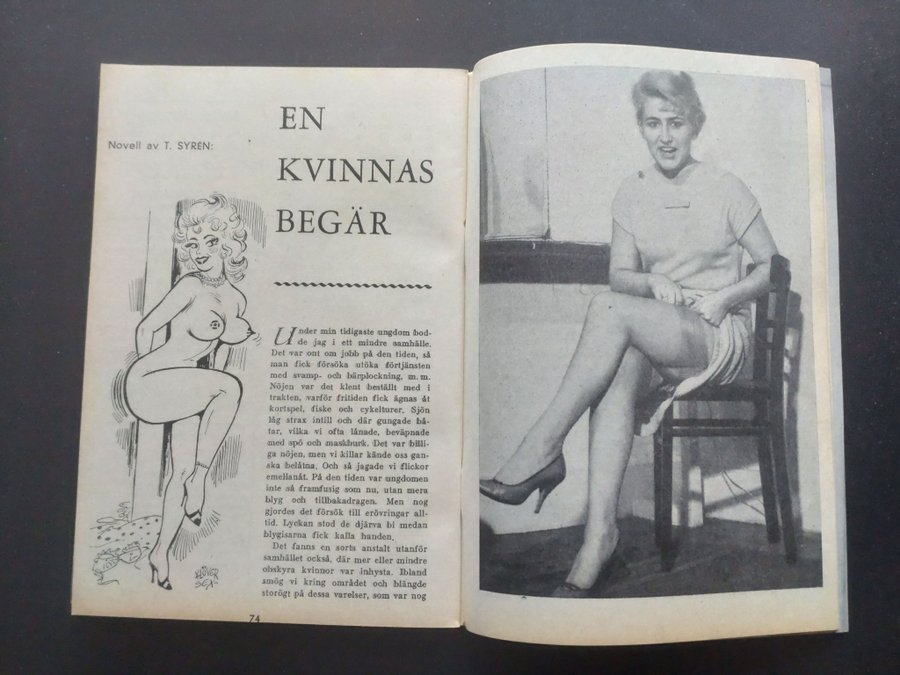 Novell av T. SYRÉN:
EN
KVINNAS
BEGÄR
Under min tidigaste ungdom bod-
de jag i ett mindre samhälle.
Det var ont om jobb på den tiden, så
man fick försöka utöka förtjänsten
med svamp- och bärplockning, m. m.
Nöjen var det klent beställt med i
trakten, varför fritiden fick ägnas åt
kortspel, fiske och cykelturer. Sjön
låg strax intill och där gungade bå-
tar, vilka vi ofta lånade, beväpnade
med spö och maskburk. Det var billi-
ga nöjen, men vi killar kände oss gan-
ska belåtna. Och så jagade vi flickor
emellanåt. På den tiden var ungdomen
inte så framfusig som nu, utan mera
blyg och tillbakadragen. Men nog
gjordes det försök till erövringar all-
tid. Lyckan stod de djärva bi medan
blygisarna fick kalla handen.
Det fanns en sorts anstalt utanför
samhället också, där mer eller mindre
obskyra kvinnor var inhysta. Ibland
smög vi kring området och blängde
storögt på dessa varelser, som var nog
KLÖVER
SEX-
74